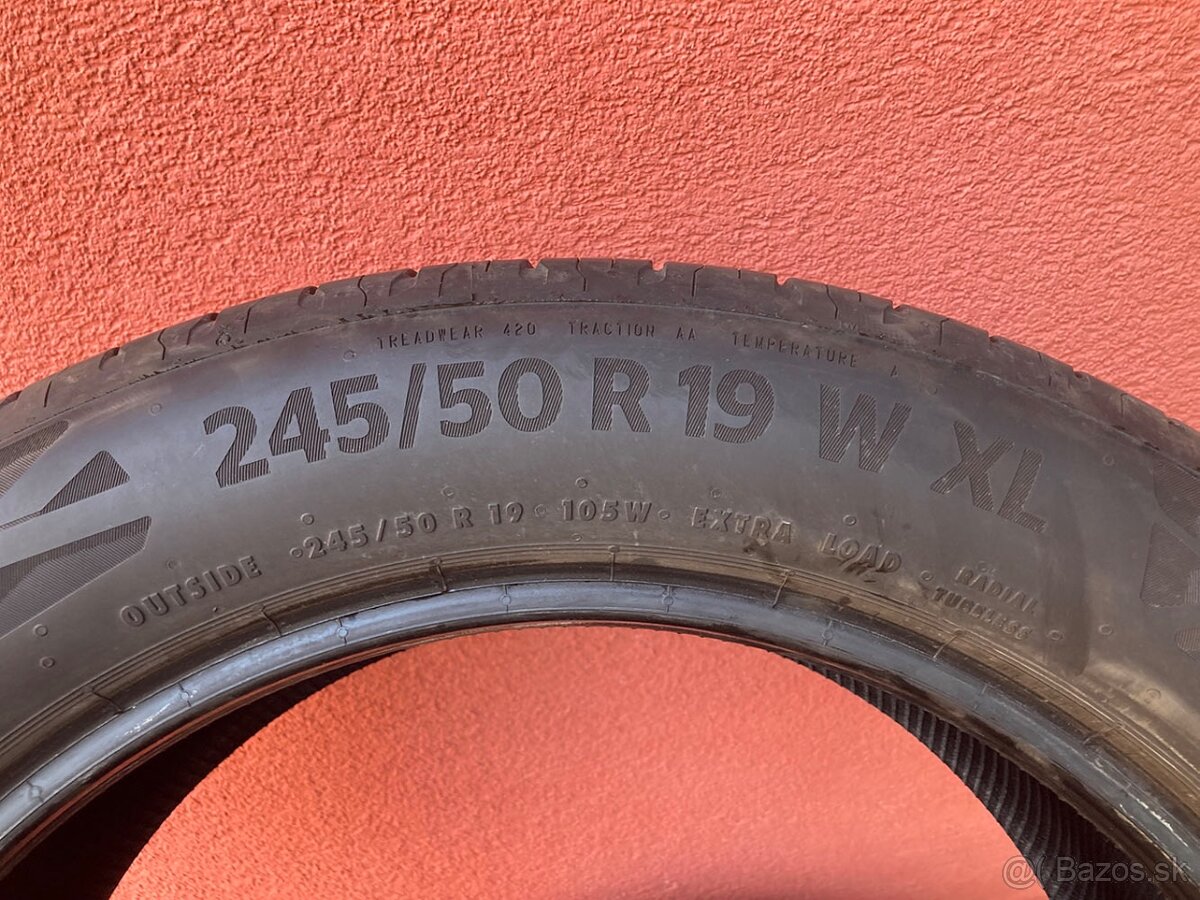 TREADWEAR 420 TRACTION AA TEMPERATURE A
245/50 R 19 W XL
OUTSIDE 245/50 R 19 105W EXTRA LOAD RADIAL
TUBELESS
@ Bazos.sk